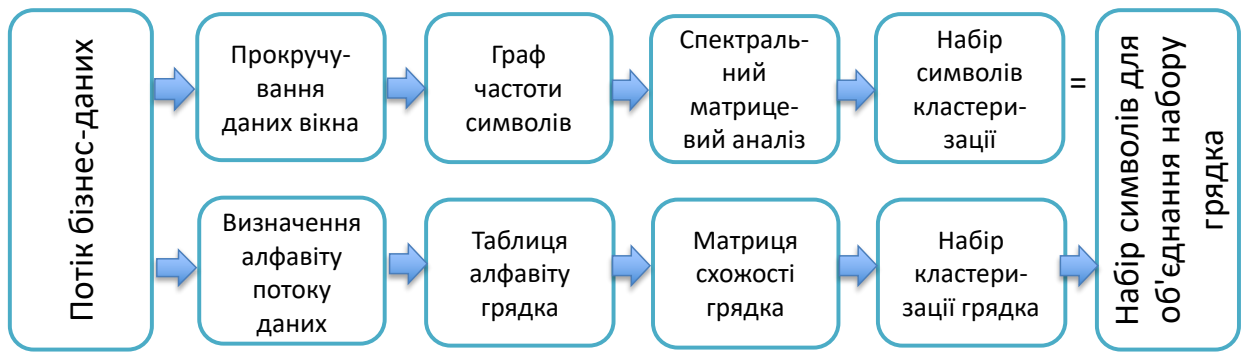 Потік бізнес-даних
Прокручу-
вання
даних вікна
Граф
частоти
символів
Спектраль-
ний
матрице-
вий аналіз
Набір
символів
кластери-
зації
=
Визначення
алфавіту
потоку
даних
Таблиця
алфавіту
грядка
Матриця
схожості
грядка
Набір
кластери-
зації грядка
Набір символів для
об'єднання набору
грядка